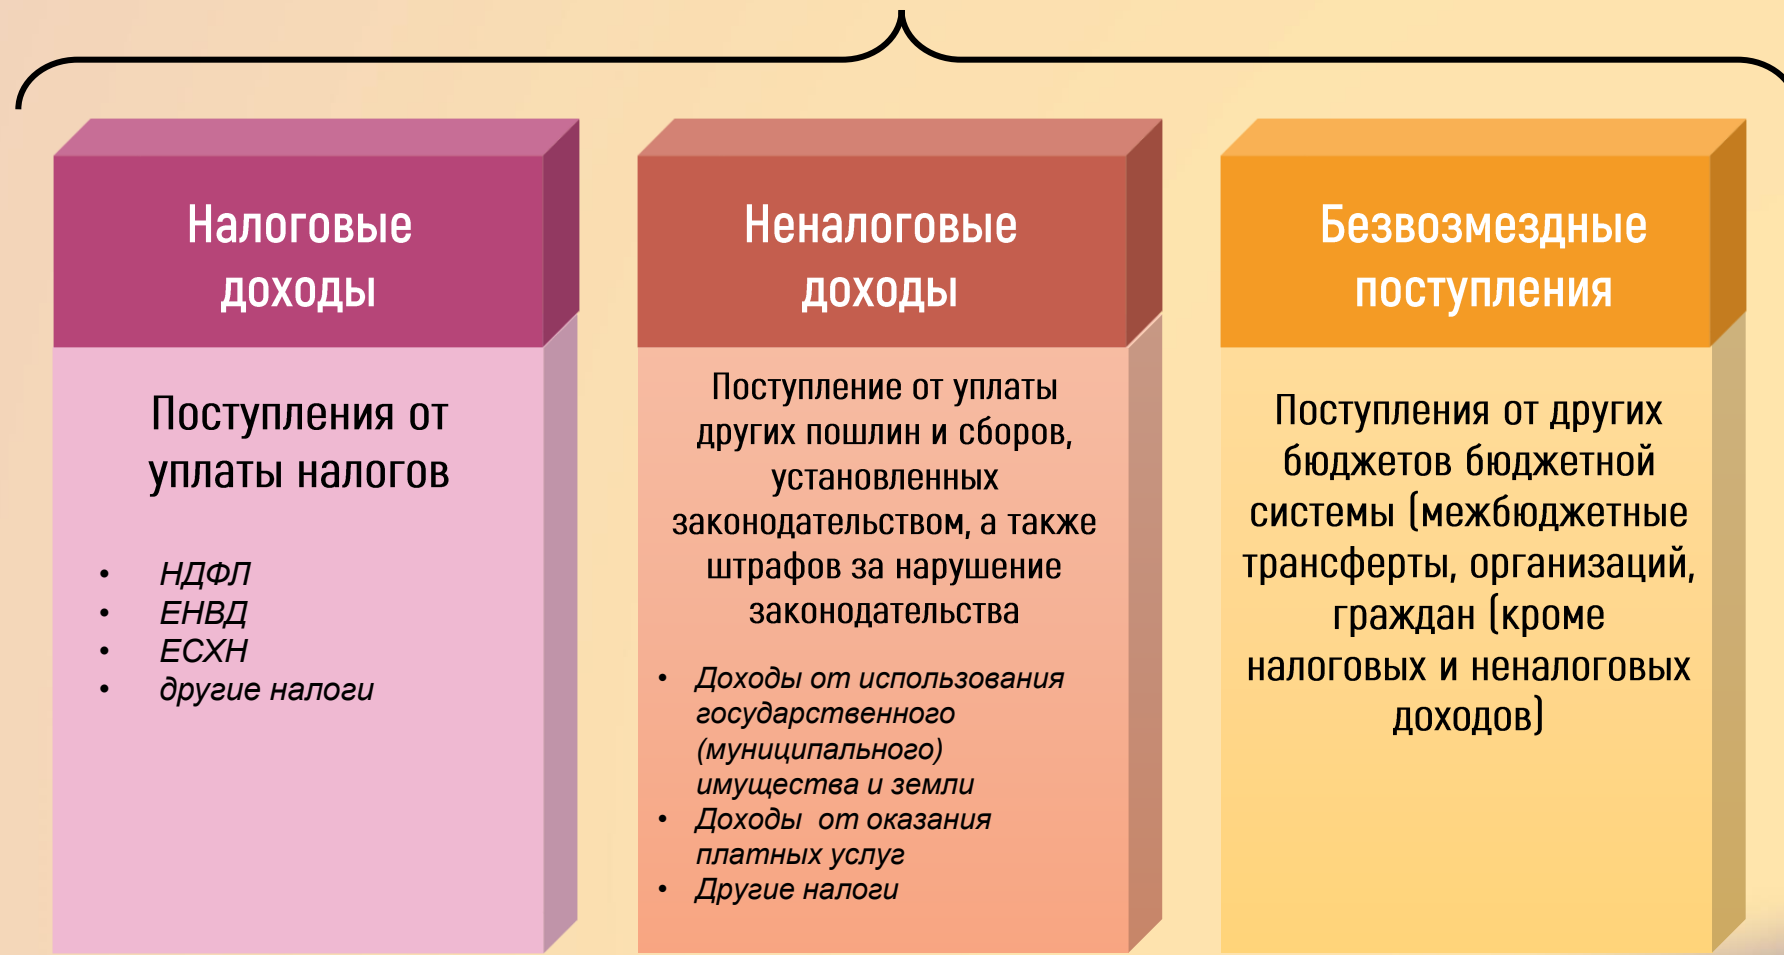 Налоговые
доходы
Поступления от
уплаты налогов
• НДФЛ
• ЕНВД
• ЕСХН
• другие налоги
Неналоговые
доходы
Поступление от уплаты
других пошлин и сборов,
установленных
законодательством, а также
штрафов за нарушение
законодательства
• Доходы от использования
государственного
(муниципального)
имущества и земли
• Доходы от оказания
платных услуг
• Другие налоги
Безвозмездные
поступления
Поступления от других
бюджетов бюджетной
системы (межбюджетные
трансферты, организаций,
граждан (кроме
налоговых и неналоговых
доходов)